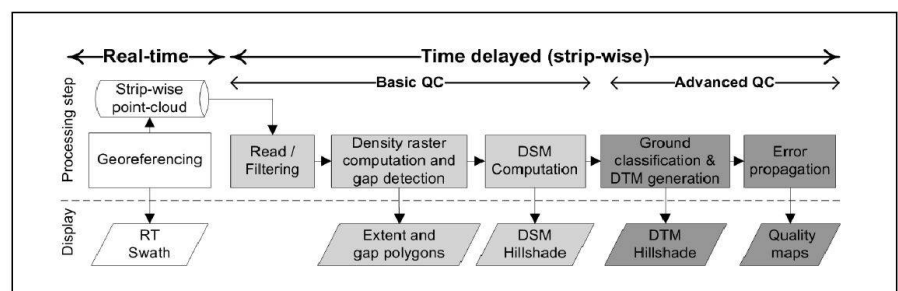 Real-time
Time delayed (strip-wise)
Basic QC
Advanced QC
Processing step
Strip-wise
point-cloud
Georeferencing
Read /
Filtering
Density raster
computation and
gap detection
DSM
Computation
Ground
classification &
DTM generation
Error
propagation
Display
RT
Swath
Extent and
gap polygons
DSM
Hillshade
DTM
Hillshade
Quality
maps